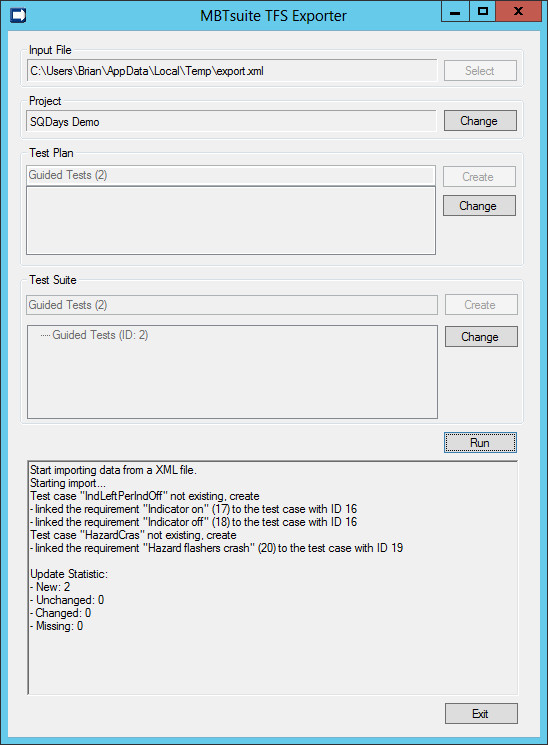 MBTsuite TFS Exporter
Input File
C:\Users\Brian\AppData\Local\Temp\export.xml
Select
Project
SQDays Demo
Change
Test Plan
Guided Tests (2)
Create
Change
Test Suite
Guided Tests (2)
Create
Guided Tests (ID: 2)
Change
Run
Start importing data from a XML file.
Starting import...
Test case "IndLeftPerIndOff" not existing, create
- linked the requirement "Indicator on" (17) to the test case with ID 16
- linked the requirement "Indicator off" (18) to the test case with ID 16
Test case "HazardCras" not existing, create
- linked the requirement "Hazard flashers crash" (20) to the test case with ID 19
Update Statistic:
- New: 2
- Unchanged: 0
- Changed: 0
- Missing: 0
Exit